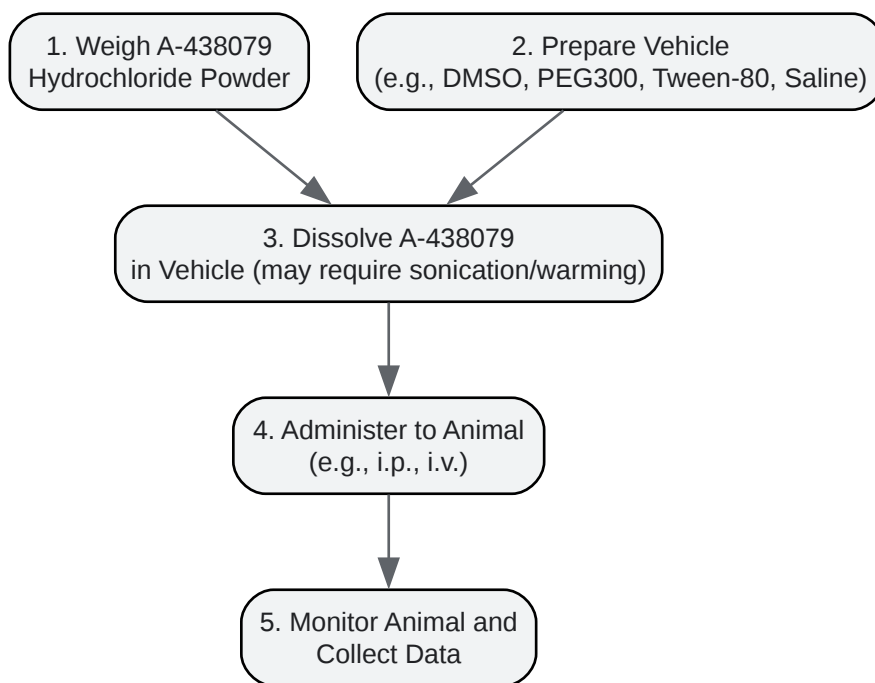 1. Weigh A-438079
Hydrochloride Powder
2. Prepare Vehicle
(e.g., DMSO, PEG300, Tween-80, Saline)
3. Dissolve A-438079
in Vehicle (may require sonication/warming)
4. Administer to Animal
(e.g., i.p., i.v.)
5. Monitor Animal and
Collect Data